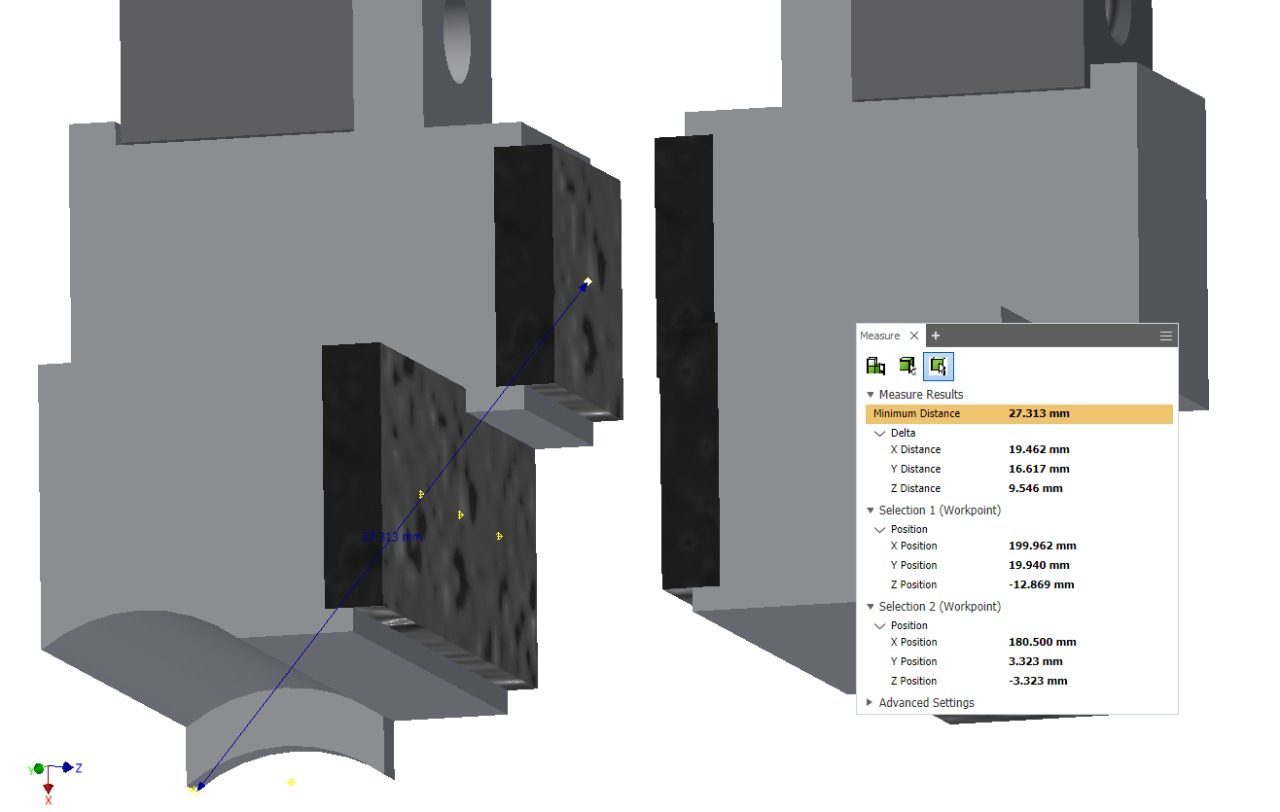 27.313 mm
Measure
Measure Results
Minimum Distance 27.313 mm
Delta
X Distance 19.462 mm
Y Distance 16.617 mm
Z Distance 9.546 mm
Selection 1 (Workpoint)
Position
X Position 199.962 mm
Y Position 19.940 mm
Z Position -12.869 mm
Selection 2 (Workpoint)
Position
X Position 180.500 mm
Y Position 3.323 mm
Z Position -3.323 mm
Advanced Settings
Y Z
X